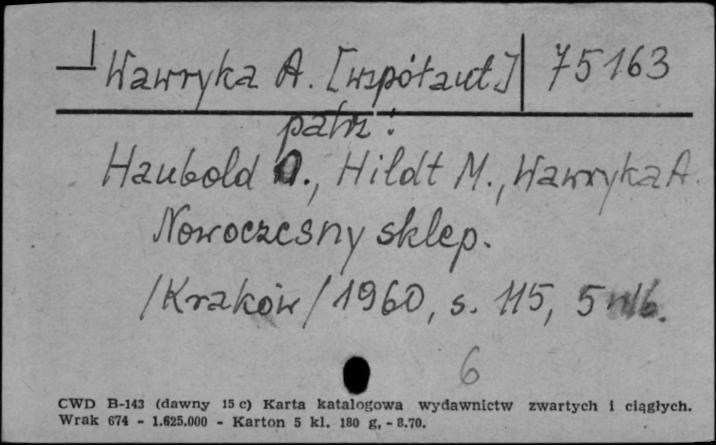 Wawryka A. [współaut.] 75163
patrz:
Haubold O., Hildt M., Wawryka A.
Nowoczesny sklep.
/Kraków/ 1960, s. 115, 5 nlb.
6
CWD B-143 (dawny 15 c) Karta katalogowa wydawnictw zwartych i ciągłych.
Wrak 674 - 1.625.000 - Karton 5 kl. 180 g, - 8.70.